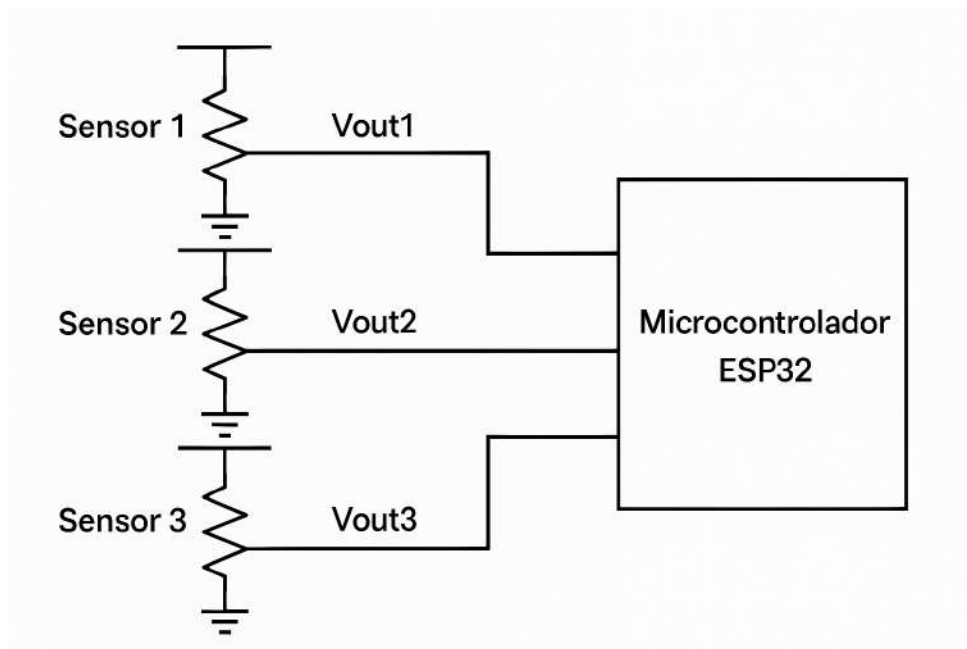 Sensor 1
Vout1
Sensor 2
Vout2
Microcontrolador
ESP32
Sensor 3
Vout3